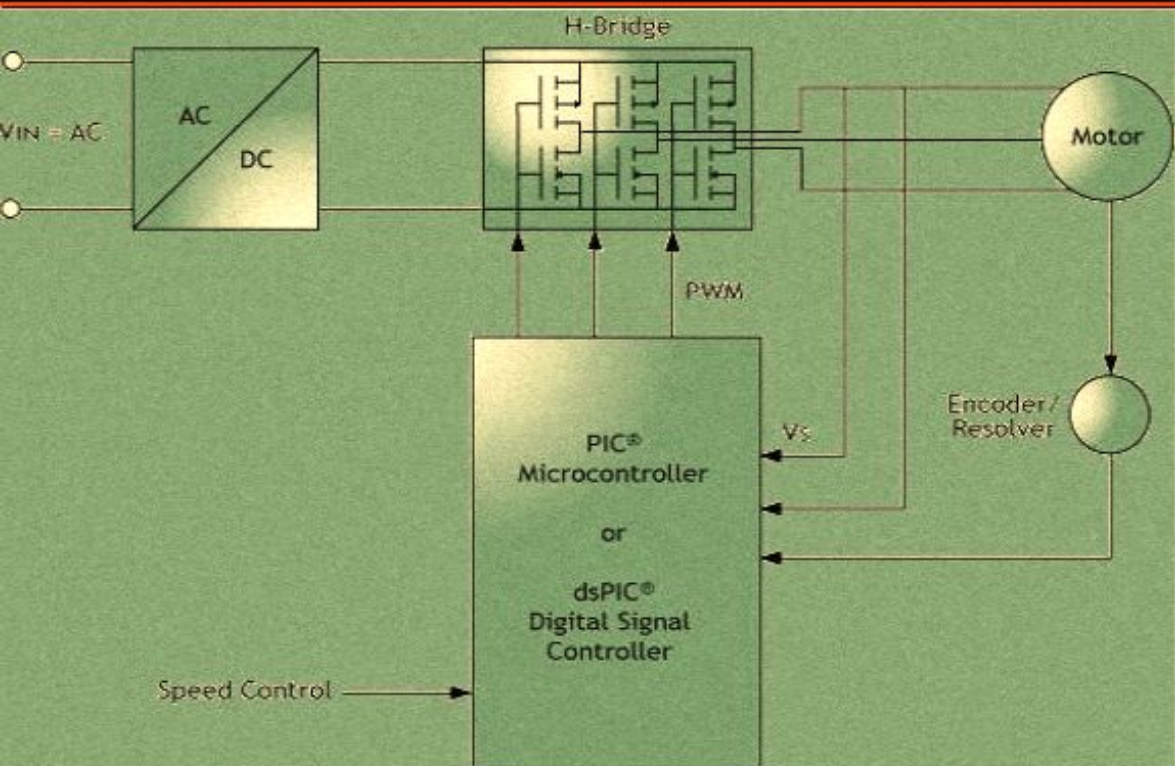 H-Bridge
VIN = AC
AC
DC
Motor
PWM
Encoder/
Resolver
Vs
PIC®
Microcontroller
or
dsPIC®
Digital Signal
Controller
Speed Control